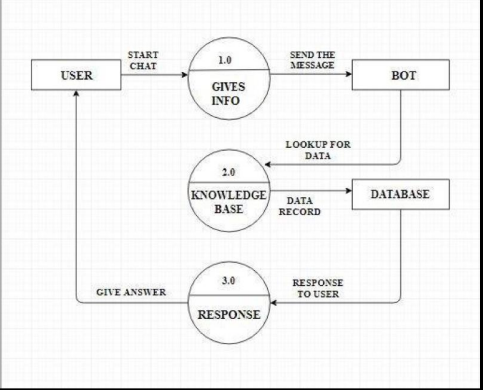 START
CHAT
SEND THE
MESSAGE
1.0
USER
BOT
GIVES
INFO
LOOKUP FOR
DATA
2.0
KNOWLEDGE
BASE
DATA
RECORD
DATABASE
3.0
GIVE ANSWER
RESPONSE
TO USER
RESPONSE